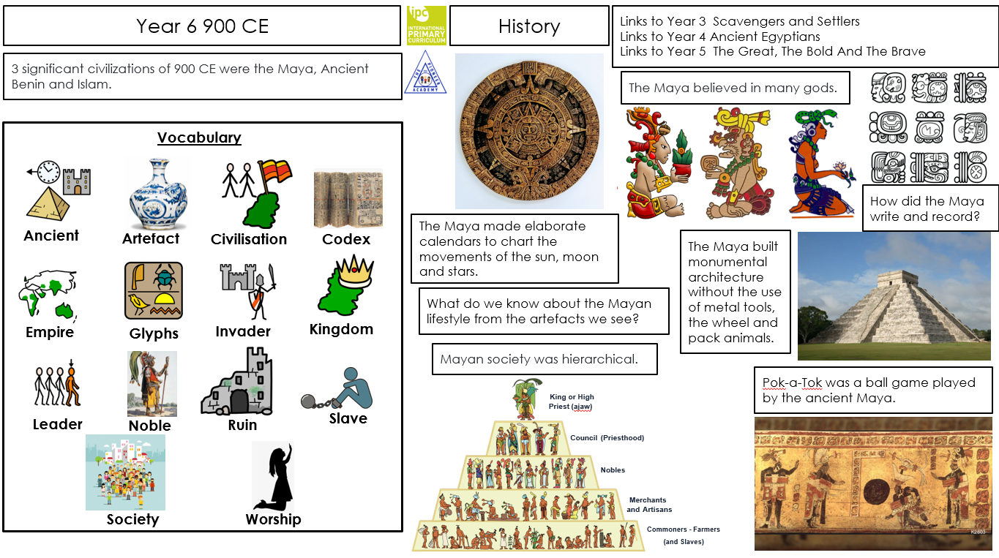 Year 6 900 CE
ipc
INTERNATIONAL
PRIMARY
CURRICULUM
History
Links to Year 3  Scavengers and Settlers
Links to Year 4 Ancient Egyptians
Links to Year 5  The Great, The Bold And The Brave
3 significant civilizations of 900 CE were the Maya, Ancient
Benin and Islam.
THE PIONEER
ACADEMY
The Maya believed in many gods.
Vocabulary
Ancient
Artefact
Civilisation
Codex
Empire
Glyphs
Invader
Kingdom
Leader
Noble
Ruin
Slave
Society
Worship
The Maya made elaborate
calendars to chart the
movements of the sun, moon
and stars.
What do we know about the Mayan
lifestyle from the artefacts we see?
Mayan society was hierarchical.
King or High
Priest (ajaw)
Council (Priesthood)
Nobles
Merchants
and Artisans
Commoners - Farmers
(and Slaves)
How did the Maya
write and record?
The Maya built
monumental
architecture
without the use
of metal tools,
the wheel and
pack animals.
Pok-a-Tok was a ball game played
by the ancient Maya.
K2803